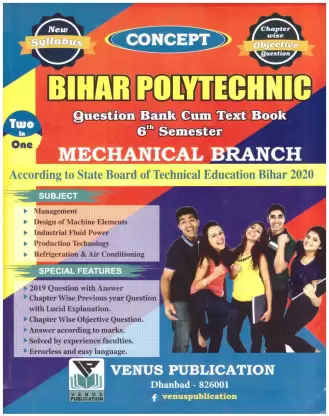 New
Syllabus
CONCEPT
Chapter
wise
Objective
Question
BIHAR POLYTECHNIC
Question Bank Cum Text Book
6th Semester
Two
in
One
MECHANICAL BRANCH
According to State Board of Technical Education Bihar 2020
SUBJECT
Management
Design of Machine Elements
Industrial Fluid Power
Production Technology
Refrigeration & Air Conditioning
SPECIAL FEATURES
2019 Question with Answer
Chapter Wise Previous year Question
with Lucid Explanation.
Chapter Wise Objective Question.
Answer according to marks.
Solved by experience faculties.
Errorless and easy language.
VENUS
PUBLICATION
VENUS PUBLICATION
Dhanbad - 826001
f venuspublication